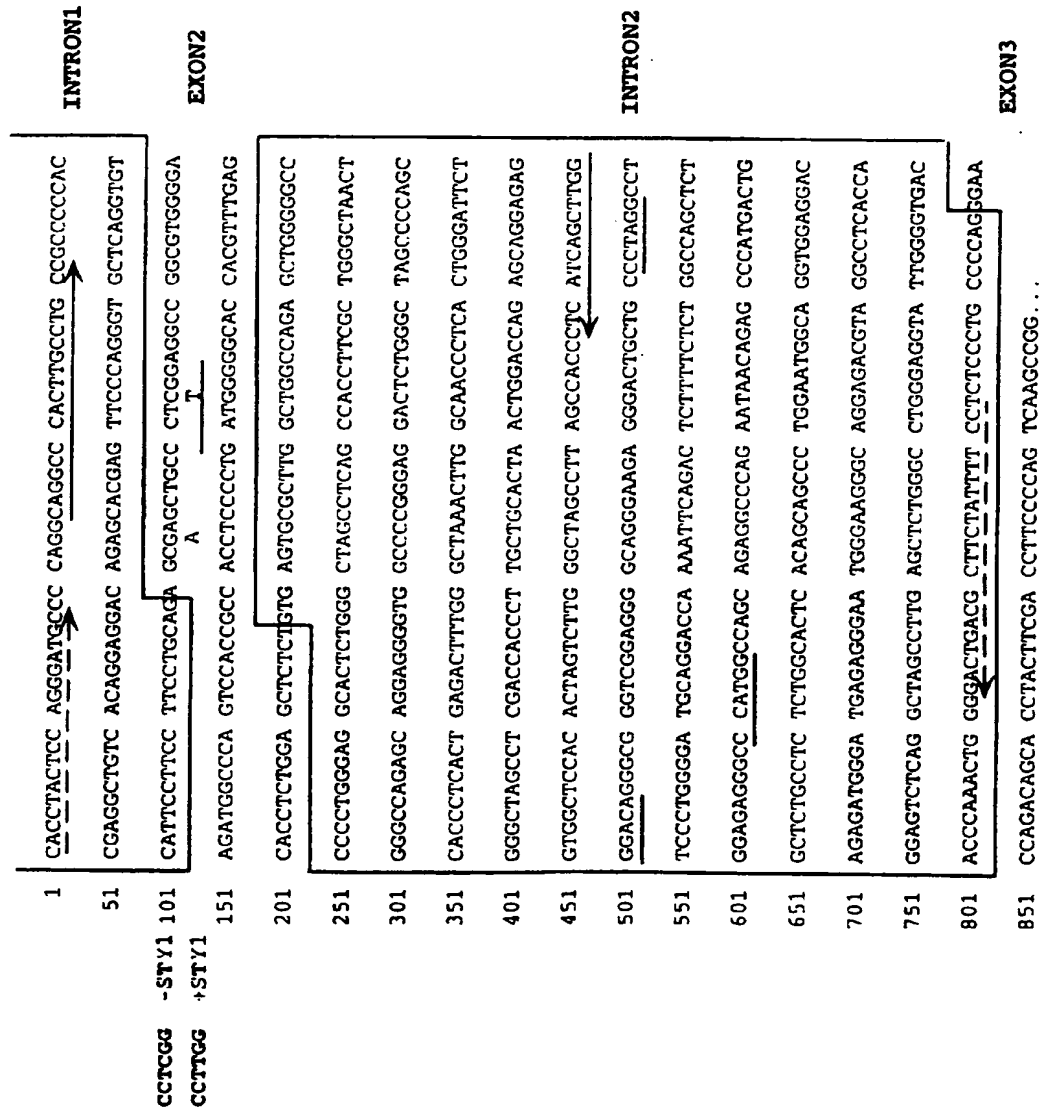 INTRON1
1 CACCTACTCC AGGGATGCCC CAGGCAGGCC CACTTGCCTG CCGCCCCCAC
51 CGAGGCTGTC ACAGGAGGAC AGAGCACGAG TTCCCAGGGT GCTCAGGTGT
CCTCGG -STY1 101 CATTCCTTCC TTCCTGCAGA GCGAGCTGCC CTCGGAGGCC GGCGTGGGGA
CCTTGG +STY1 A T EXON2
151 AGATGGCCCA GTCCACCGCC ACCTCCCCTG ATGGGGGCAC CACGTTTGAG
201 CACCTCTGGA GCTCTCTGTG AGTGCGCTTG GCTGGCCAGA GCTGGGGGCC
251 CCCCTGGGAG GCACTCTGGG CTAGCCTCAG CCACCTTCGC TGGGCTAACT
301 GGGCCAGAGC AGGAGGGGTG GCCCCGGGAG GACTCTGGGC TAGCCCCAGC
351 CACCCTCACT GAGACTTTGG GCTAAACTTG GCAACCCTCA CTGGGATTCT
401 GGGCTAGCCT CGACCACCCT TGCTGCACTA ACTGGACCAG AGCAGGAGAG
451 GTGGCTCCAC ACTAGTCTTG GGCTAGCCTT AGCCACCCTC ATCAGCTTGG
501 GGACAGGGCG GGTCGGAGGG GCAGGGAAGA GGGACTGCTG CCCTAGGCCT
INTRON2
551 TCCCTGGGGA TGCAGGACCA AAATTCAGAC TCTTTTCTCT GGCCAGCTCT
601 GGAGAGGGCC CATGGCCAGC AGAGGCCCAG AATAACAGAG CCCATGACTG
651 GCTCTGCCTC TCTGGCACTC ACAGCAGCCC TGGAATGGCA GGTGGAGGAC
701 AGAGATGGGA TGAGAGGGAA TGGGAAGGGC AGGAGACGTA GGCCTCACCA
751 GGAGTCTCAG GCTAGCCTTG AGCTCTGGGC CTGGGAGGTA TTGGGGTGAC
801 ACCCAAACTG GGGACTGACG CTTCTATTTT CCTCTCCCTG CCCCAGGGAA
EXON3
851 CCAGACAGCA CCTACTTCGA CCTTCCCCAG TCAAGCCGG...